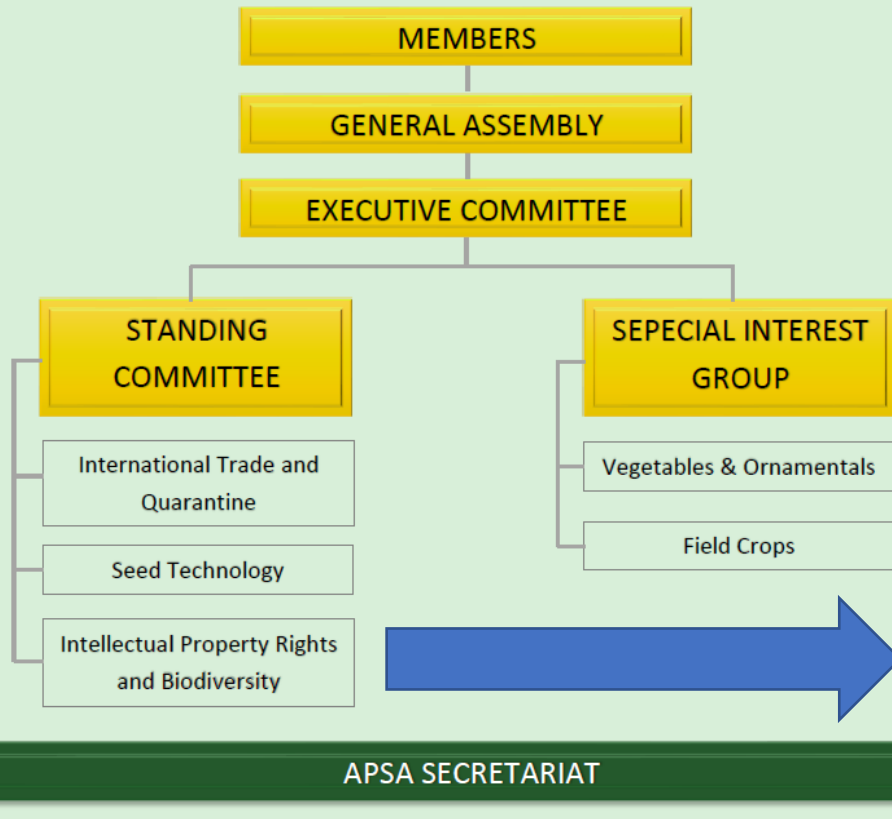 MEMBERS
GENERAL ASSEMBLY
EXECUTIVE COMMITTEE
STANDING
COMMITTEE
International Trade and
Quarantine
Seed Technology
Intellectual Property Rights
and Biodiversity
SEPECIAL INTEREST
GROUP
Vegetables & Ornamentals
Field Crops
APSA SECRETARIAT